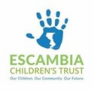 ESCAMBIA
CHILDREN'S TRUST
Our Children. Our Community. Our Future.